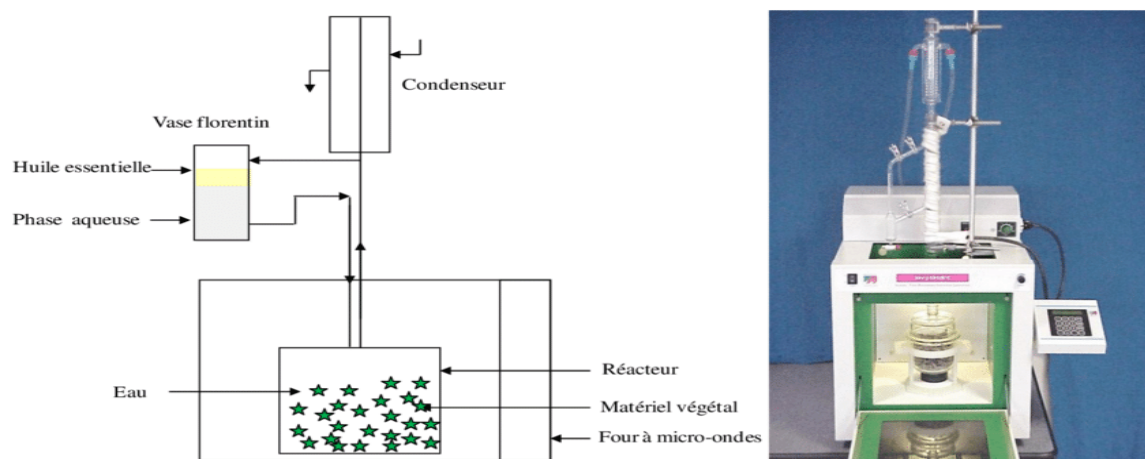 Condenseur
Vase florentin
Huile essentielle
Phase aqueuse
Réacteur
Eau
Matériel végétal
Four à micro-ondes